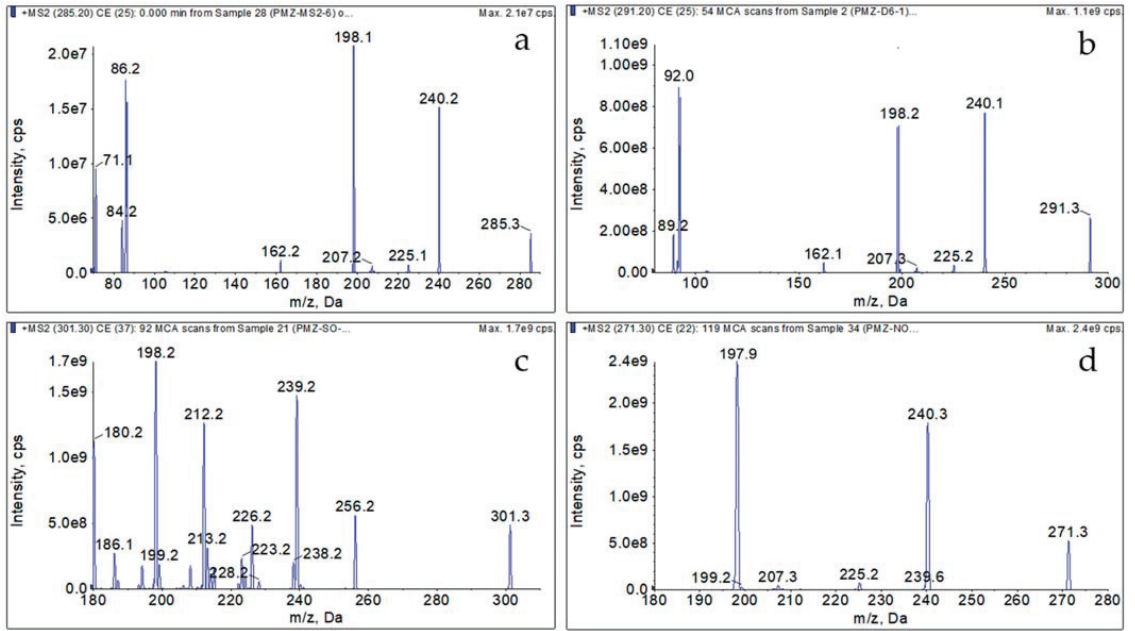 +MS2 (285.20) CE (25): 0.000 min from Sample 28 (PMZ-MS2-6) o... Max. 2.1e7 cps.
a
2.0e7
1.5e7
1.0e7
5.0e6
0.0
Intensity, cps
71.1
84.2
86.2
162.2
198.1
207.2
225.1
240.2
285.3
80 100 120 140 160 180 200 220 240 260 280
m/z, Da
+MS2 (291.20) CE (25): 54 MCA scans from Sample 2 (PMZ-D6-1)... Max. 1.1e9 cps.
b
1.10e9
1.00e9
8.00e8
6.00e8
4.00e8
2.00e8
0.00
Intensity, cps
89.2
92.0
162.1
198.2
207.3
225.2
240.1
291.3
100 150 200 250 300
m/z, Da
+MS2 (301.30) CE (37): 92 MCA scans from Sample 21 (PMZ-SO-... Max. 1.7e9 cps.
c
1.7e9
1.5e9
1.0e9
5.0e8
0.0
Intensity, cps
180.2
186.1
198.2
199.2
212.2
213.2
226.2
223.2
228.2
239.2
238.2
256.2
301.3
180 200 220 240 260 280 300
m/z, Da
+MS2 (271.30) CE (22): 119 MCA scans from Sample 34 (PMZ-NO... Max. 2.4e9 cps.
d
2.4e9
2.0e9
1.5e9
1.0e9
5.0e8
0.0
Intensity, cps
197.9
199.2
207.3
225.2
239.6
240.3
271.3
180 190 200 210 220 230 240 250 260 270 280
m/z, Da